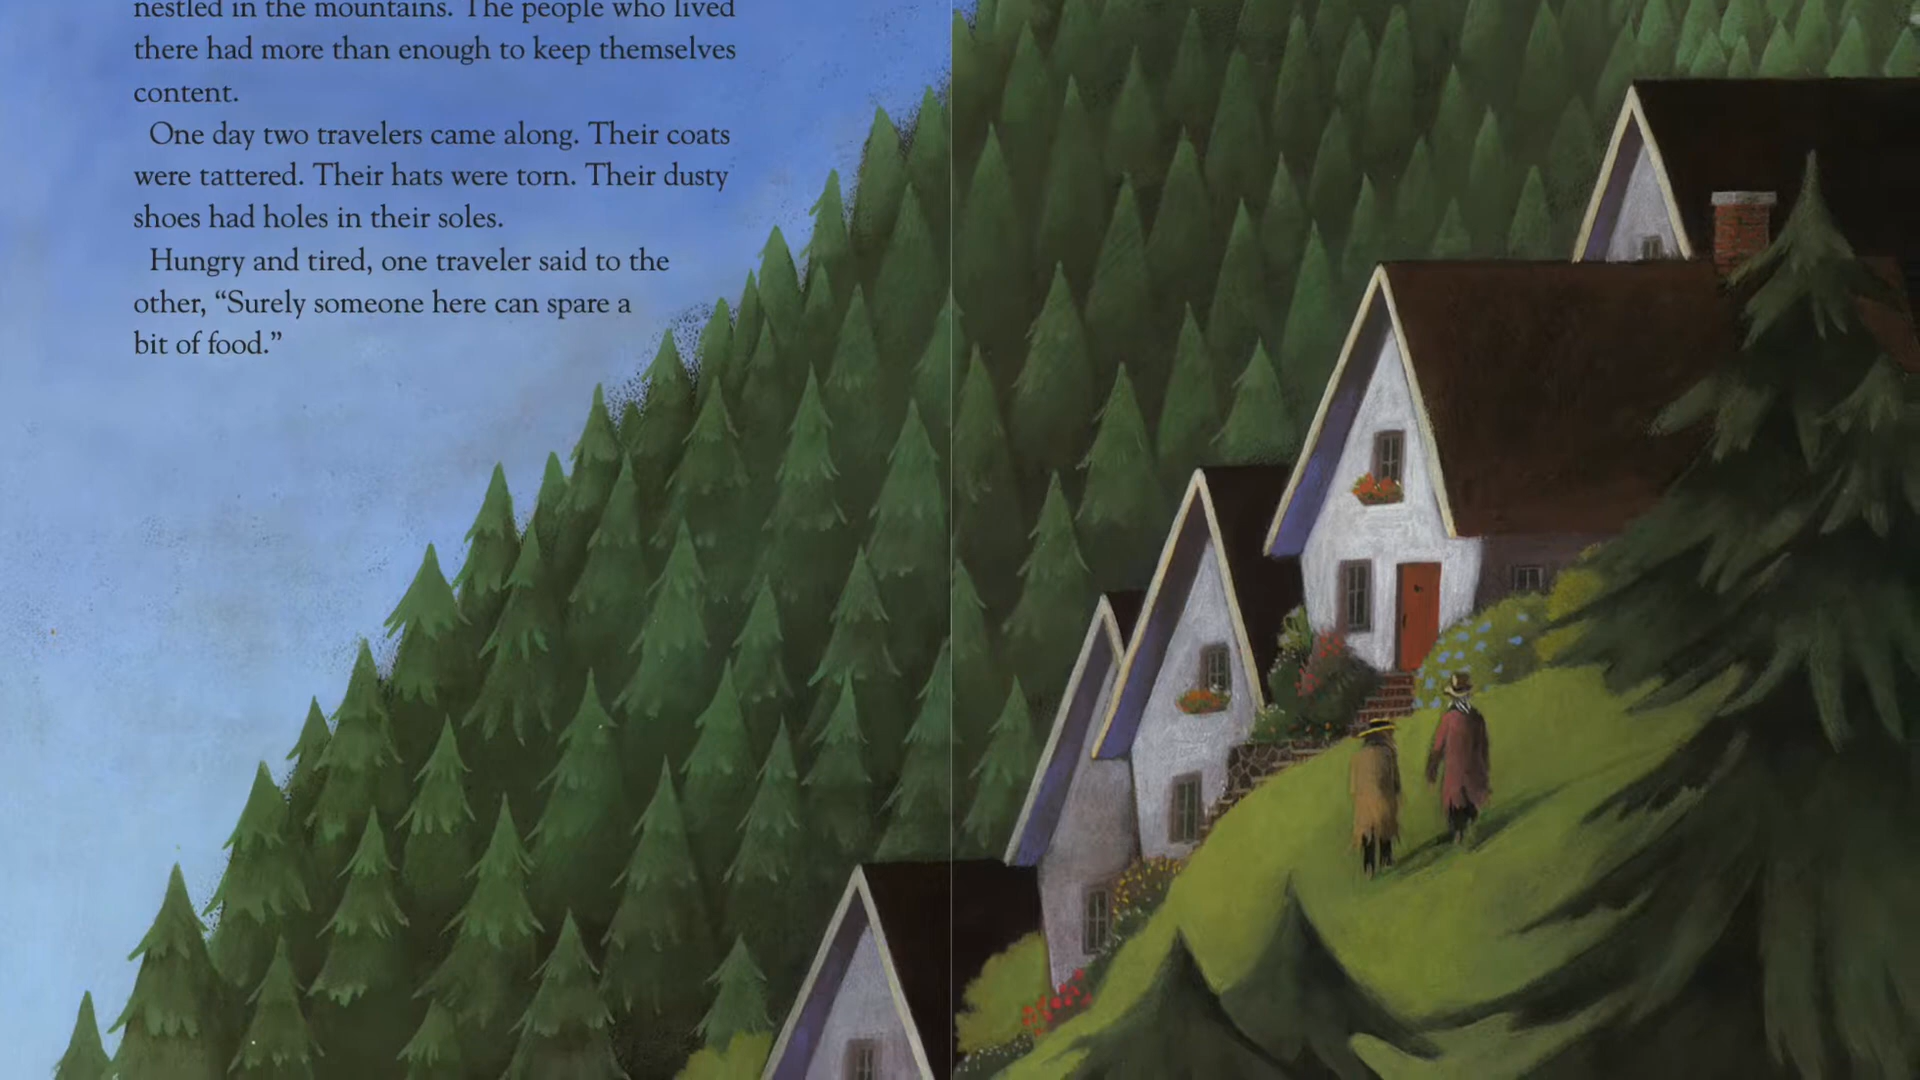 nestled in the mountains. The people who lived
there had more than enough to keep themselves
content.
One day two travelers came along. Their coats
were tattered. Their hats were torn. Their dusty
shoes had holes in their soles.
Hungry and tired, one traveler said to the
other, “Surely someone here can spare a
bit of food.”